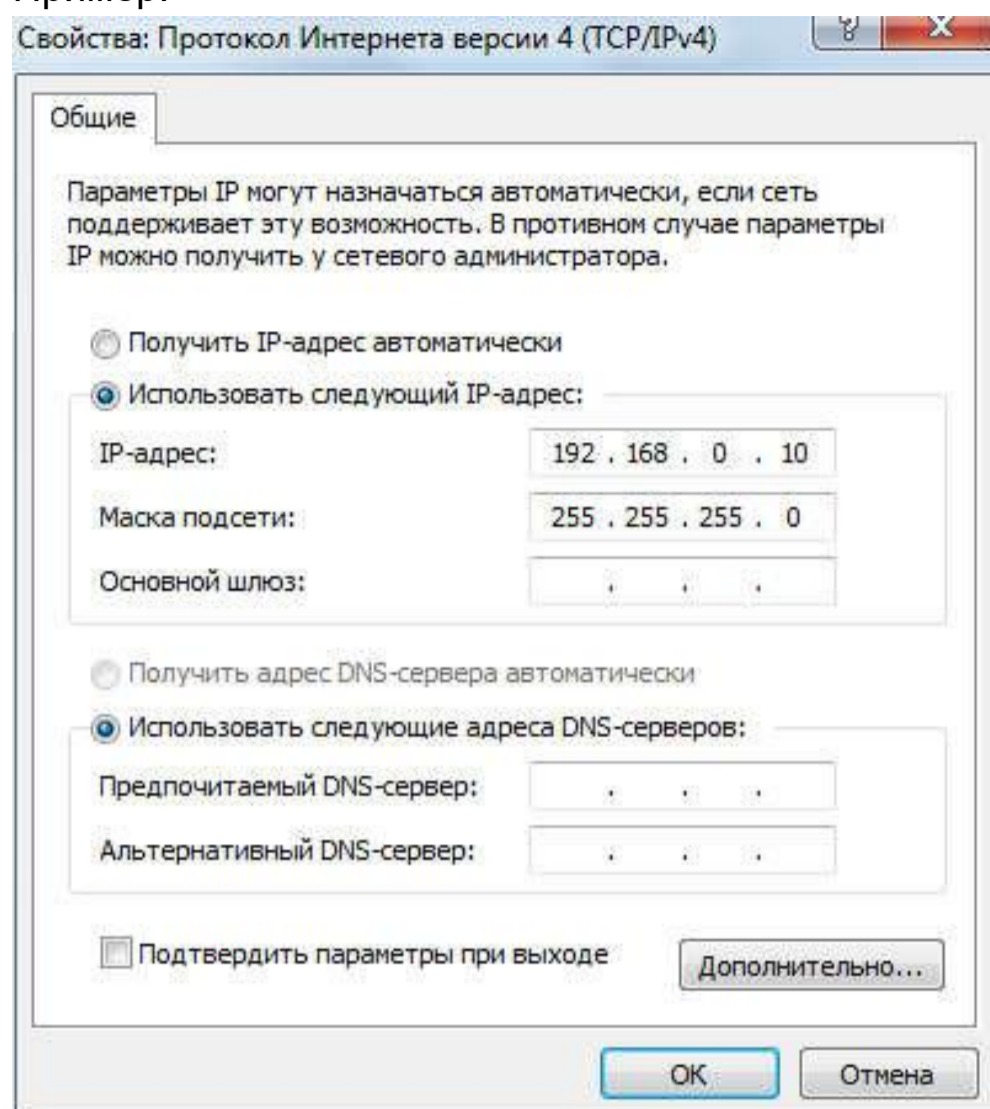 Пример:
Свойства: Протокол Интернета версии 4 (TCP/IPv4)
Общие
Параметры IP могут назначаться автоматически, если сеть
поддерживает эту возможность. В противном случае параметры
IP можно получить у сетевого администратора.
Получить IP-адрес автоматически
Использовать следующий IP-адрес:
IP-адрес: 192 . 168 . 0 . 10
Маска подсети: 255 . 255 . 255 . 0
Основной шлюз: . . .
Получить адрес DNS-сервера автоматически
Использовать следующие адреса DNS-серверов:
Предпочитаемый DNS-сервер: . . .
Альтернативный DNS-сервер: . . .
Подтвердить параметры при выходе
Дополнительно...
ОК Отмена